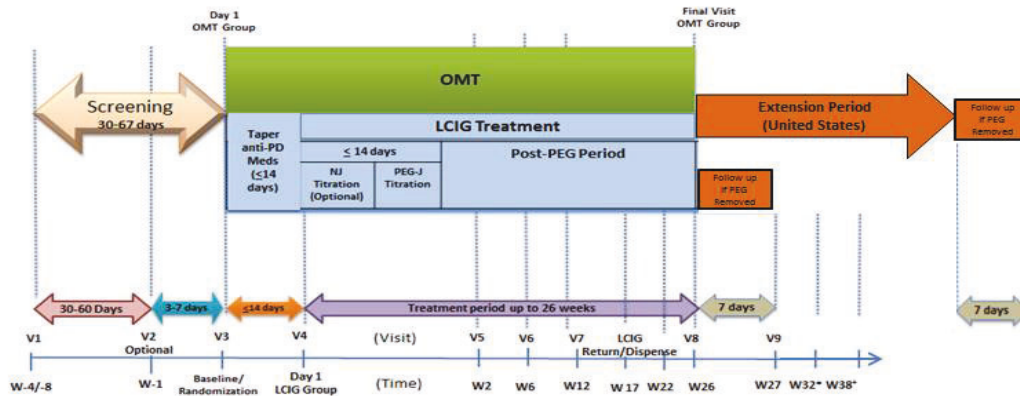 Day 1
OMT Group
Final Visit
OMT Group
OMT
Screening
30-67 days
Extension Period
(United States)
Follow up
If PEG
Removed
LCIG Treatment
Taper
anti-PD
Meds
(≤14
days)
≤ 14 days
Post-PEG Period
NJ
Titration
(Optional)
PEG-J
Titration
Follow up
If PEG
Removed
30-60 Days
3-7 days
≤14 days
Treatment period up to 26 weeks
7 days
7 days
V1 V2 V3 V4 (Visit) V5 V6 V7 LCIG V8 V9
Optional Return/Dispense
W-4/-8 W-1 Baseline/
Randomization
Day 1
LCIG Group
(Time) W2 W6 W12 W17 W22 W26 W27 W32* W38*